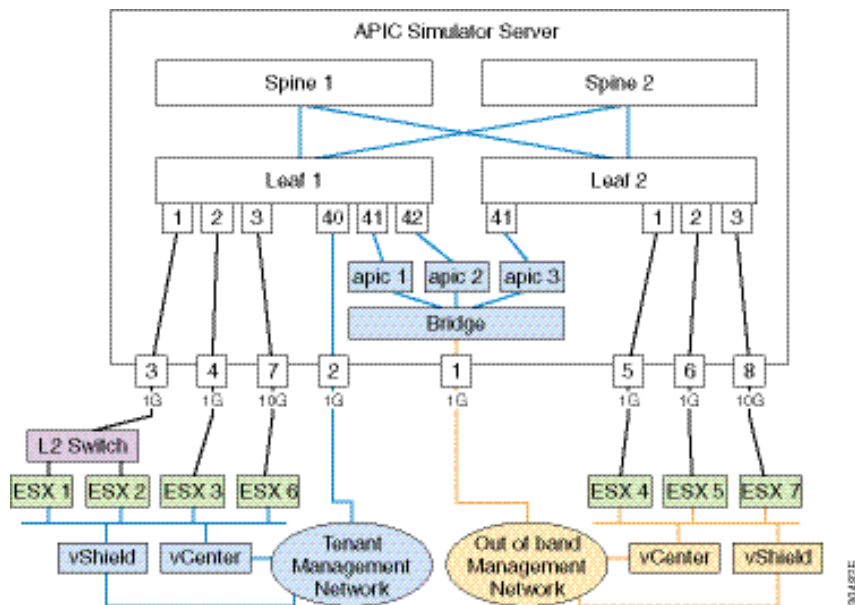 APIC Simulator Server
Spine 1 Spine 2
Leaf 1 Leaf 2
1 2 3 40 41 42 41 1 2 3
apic 1 apic 2 apic 3
Bridge
3 4 7 2 1 5 6 8
1G 1G 10G 1G 1G 1G 1G 10G
L2 Switch
ESX 1 ESX 2 ESX 3 ESX 6 ESX 4 ESX 5 ESX 7
vShield vCenter
Tenant
Management
Network
Out of band
Management
Network
vCenter vShield